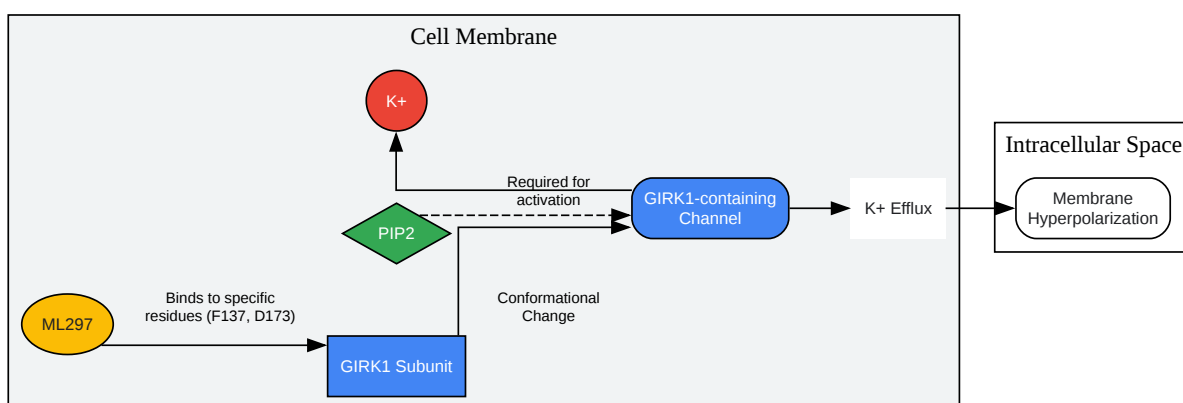 Cell Membrane
K+
Required for
activation
PIP2
GIRK1-containing
Channel
K+ Efflux
Intracellular Space
Membrane
Hyperpolarization
ML297
Binds to specific
residues (F137, D173)
Conformational
Change
GIRK1 Subunit